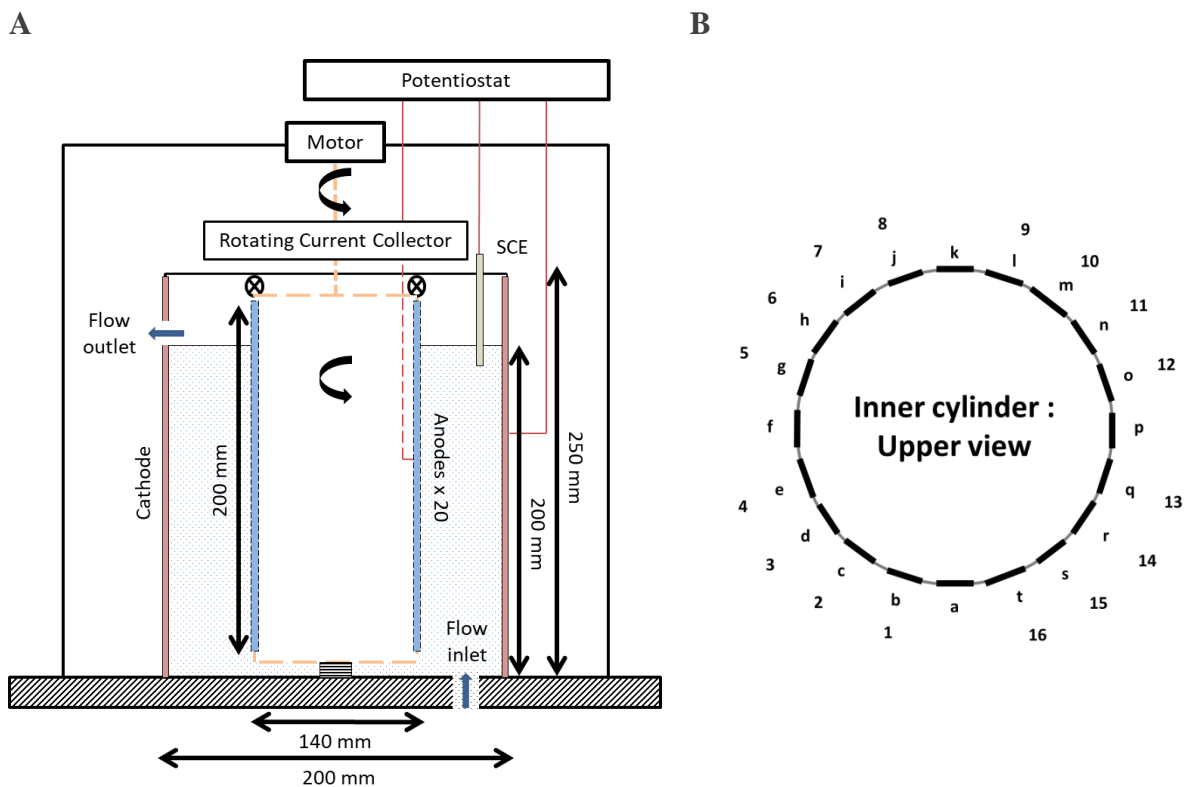 A
B
Potentiostat
Motor
Rotating Current Collector
SCE
Flow
outlet
Cathode
200 mm
Anodes x 20
200 mm
250 mm
Flow
inlet
140 mm
200 mm
8
9
7
10
k
j
l
i
m
6
11
h
n
5
12
g
o
Inner cylinder :
Upper view
f
p
e
q
4
13
d
r
3
14
c
s
2
b
a
t
15
1
16